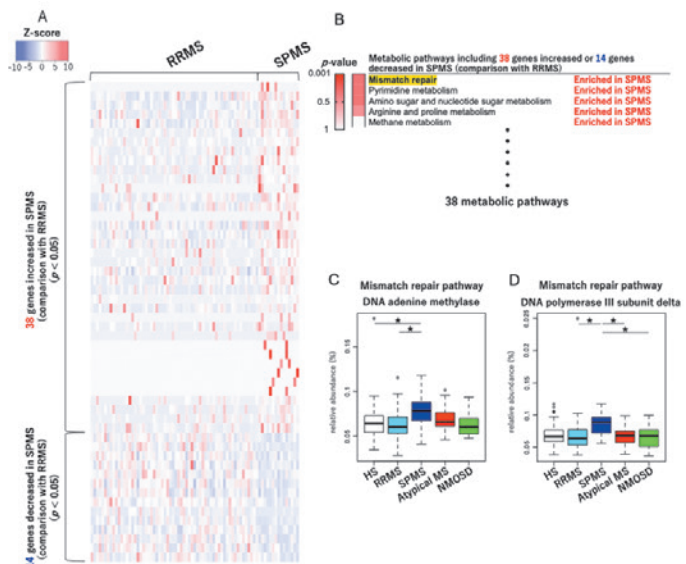 A
Z-score
-10 -5 0 5 10
RRMS
SPMS
38 genes increased in SPMS
(comparison with RRMS)
(p < 0.05)
14 genes decreased in SPMS
(comparison with RRMS)
(p < 0.05)
B
p-value
0.001
0.5
1
Metabolic pathways including 38 genes increased or 14 genes
decreased in SPMS (comparison with RRMS)
Mismatch repair Enriched in SPMS
Pyrimidine metabolism Enriched in SPMS
Amino sugar and nucleotide sugar metabolism Enriched in SPMS
Arginine and proline metabolism Enriched in SPMS
Methane metabolism Enriched in SPMS
38 metabolic pathways
C
Mismatch repair pathway
DNA adenine methylase
relative abundance (%)
0.15
0.1
0.05
HS
RRMS
SPMS
Atypical MS
NMOSD
D
Mismatch repair pathway
DNA polymerase III subunit delta
relative abundance (%)
0.25
0.2
0.15
0.1
0.05
HS
RRMS
SPMS
Atypical MS
NMOSD